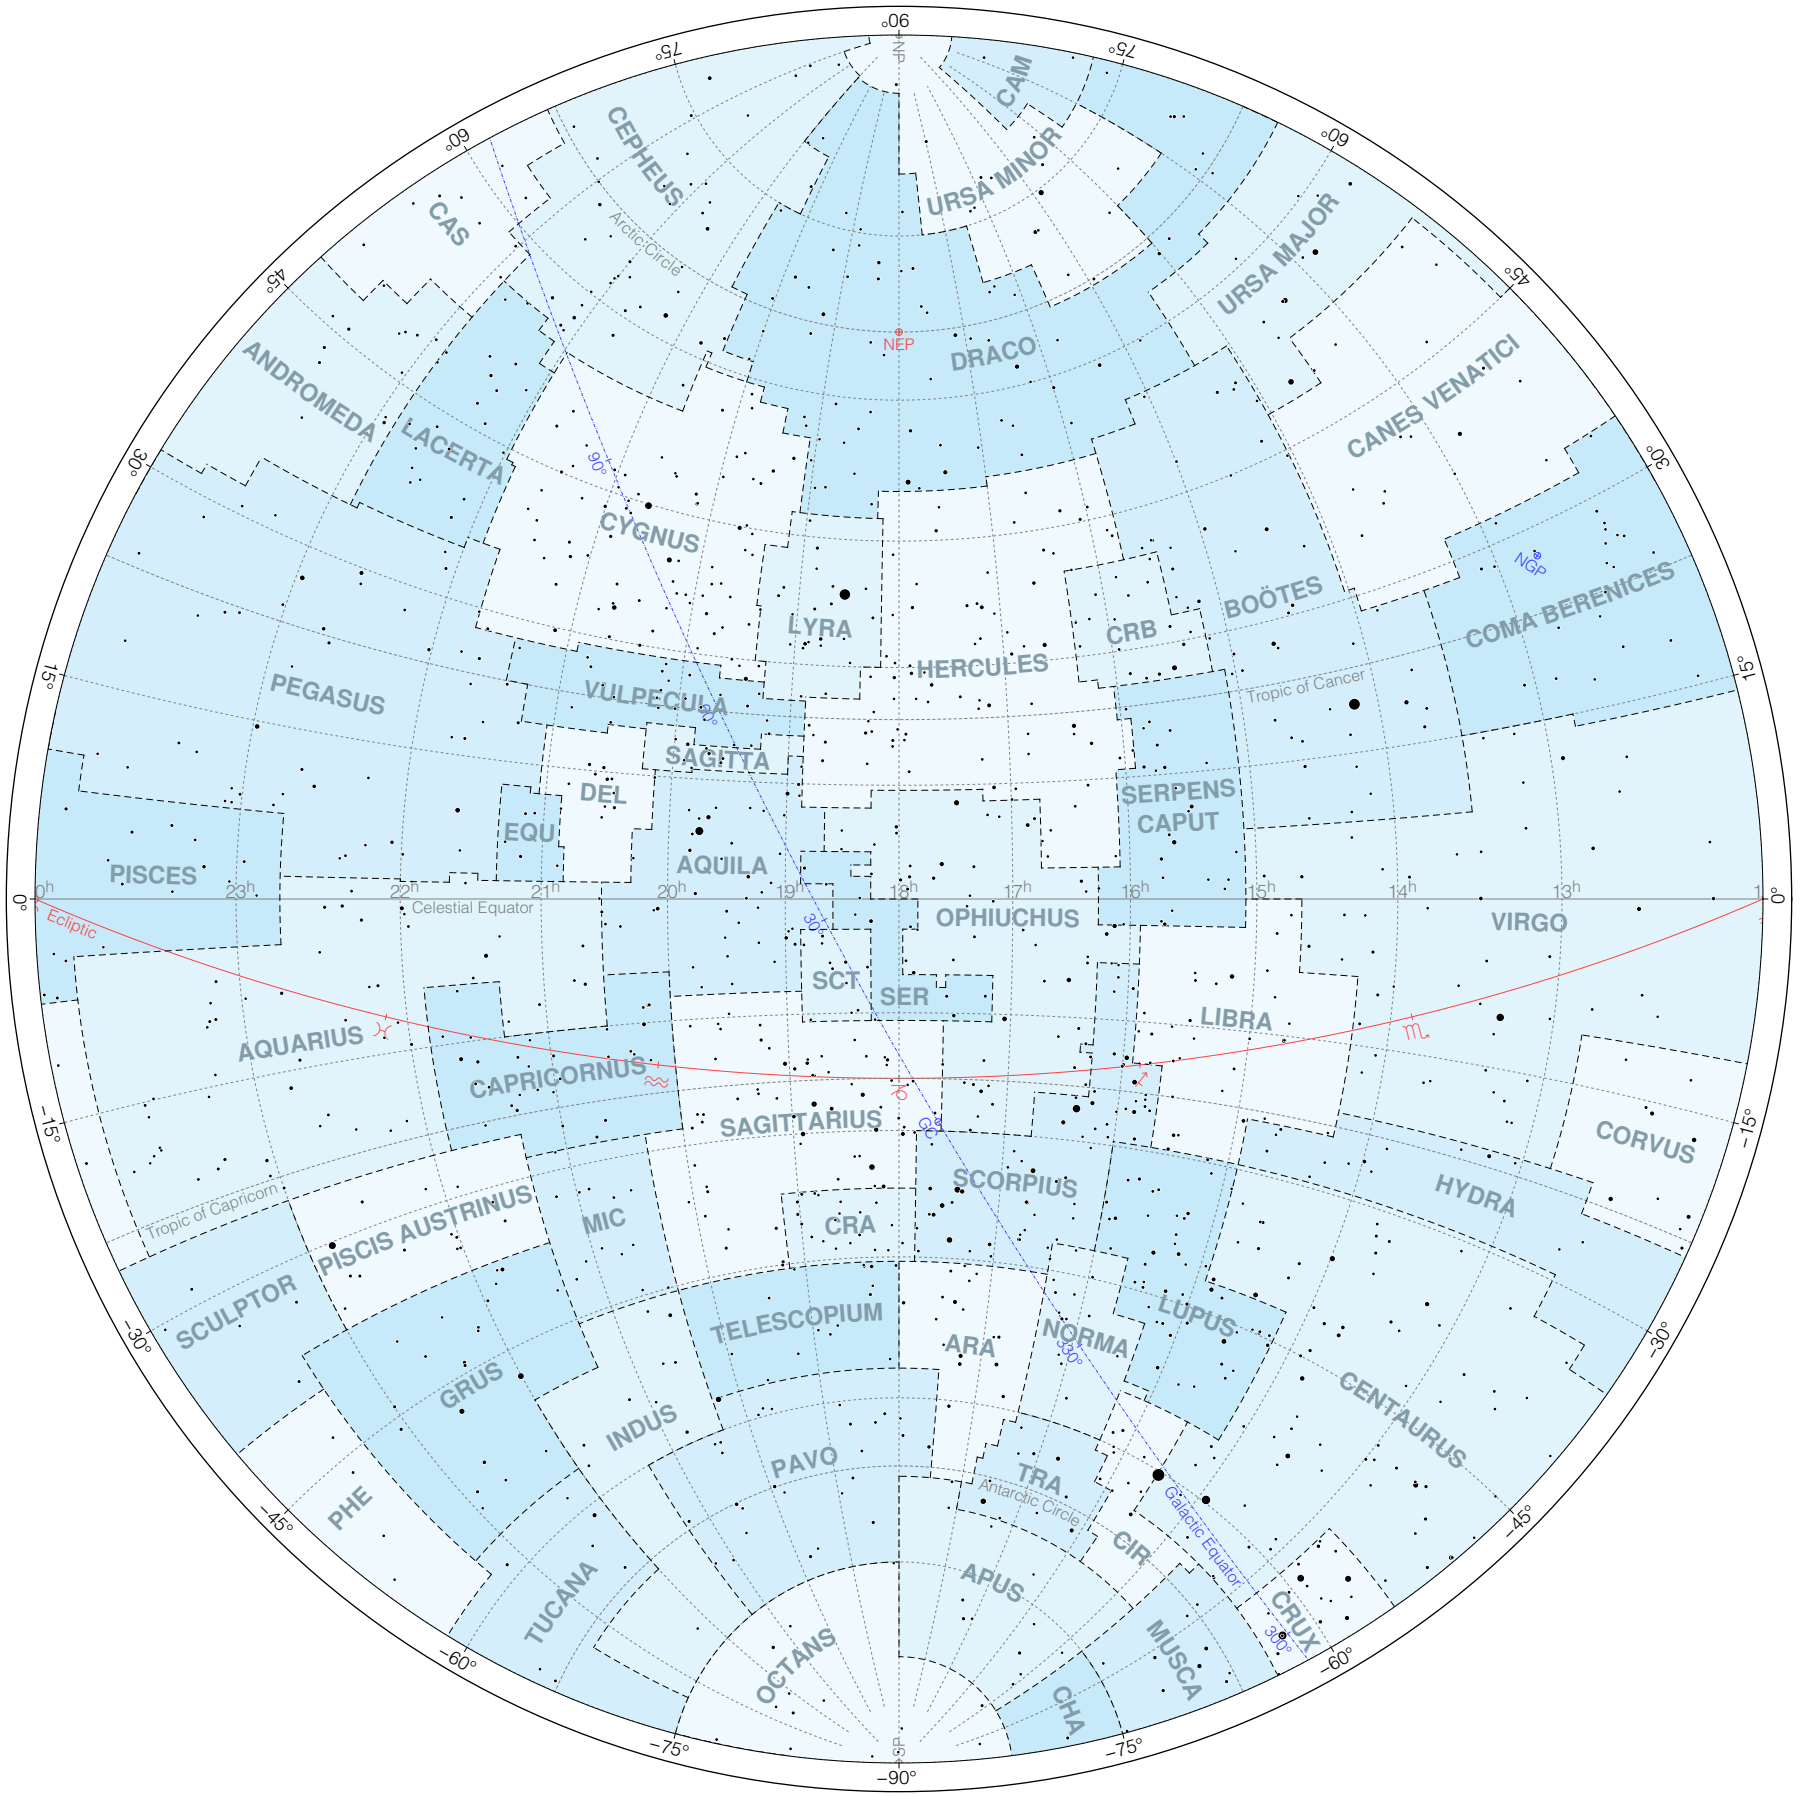 90°
75°
75°
NP
CAM
60°
60°
CEPHEUS
URSA MINOR
CAS
Arctic Circle
URSA MAJOR
45°
45°
NEP
DRACO
ANDROMEDA
LACERTA
CANES VENATICI
30°
30°
90°
CYGNUS
NGP
LYRA
CRB
BOÖTES
COMA BERENICES
HERCULES
15°
15°
PEGASUS
VULPECULA
60°
Tropic of Cancer
SAGITTA
DEL
SERPENS
CAPUT
EQU
PISCES
AQUILA
0°
0h
23h
22h
21h
20h
19h
18h
17h
16h
15h
14h
13h
1
0°
Ecliptic
Celestial Equator
30°
OPHIUCHUS
VIRGO
SCT
SER
♓
AQUARIUS
LIBRA
♏
CAPRICORNUS
♒
♑
♐
−15°
SAGITTARIUS
GC
−15°
CORVUS
SCORPIUS
HYDRA
Tropic of Capricorn
PISCIS AUSTRINUS
MIC
CRA
SCULPTOR
TELESCOPIUM
LUPUS
−30°
ARA
NORMA
330°
−30°
GRUS
INDUS
CENTAURUS
PAVO
TRA
Antarctic Circle
−45°
PHE
Galactic Equator
−45°
CIR
TUCANA
APUS
CRUX
300°
OCTANS
MUSCA
−60°
−60°
CHA
SP
−75°
−75°
−90°